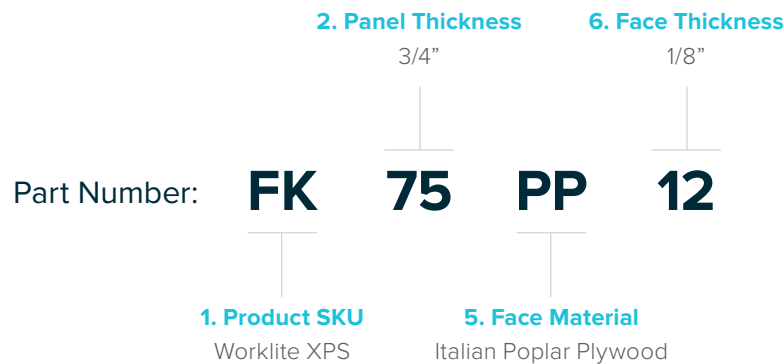 2. Panel Thickness 6. Face Thickness
3/4” 1/8”
Part Number: FK 75 PP 12
1. Product SKU 5. Face Material
Worklite XPS Italian Poplar Plywood